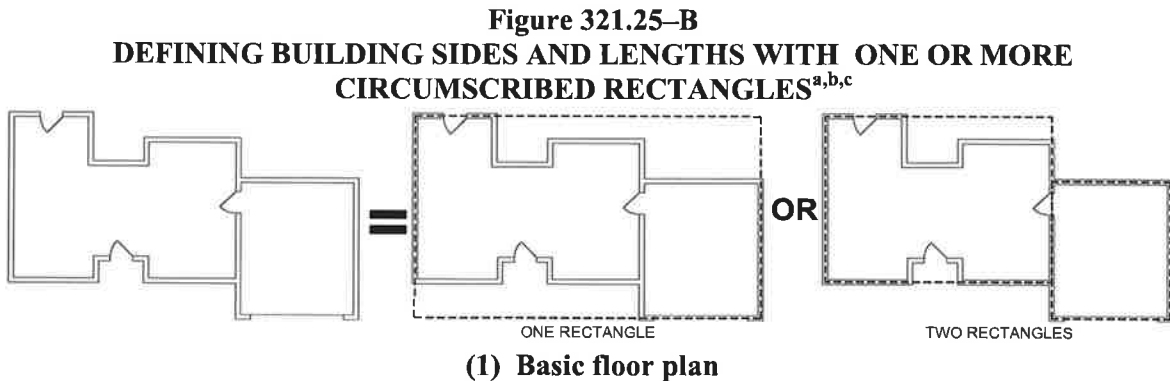 Figure 321.25–B
DEFINING BUILDING SIDES AND LENGTHS WITH ONE OR MORE
CIRCUMSCRIBED RECTANGLESa,b,c
OR
ONE RECTANGLE
TWO RECTANGLES
(1) Basic floor plan